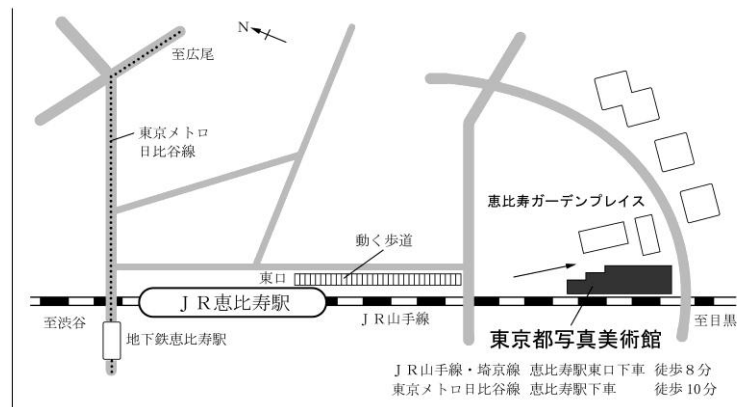 N
至広尾
東京メトロ
日比谷線
恵比寿ガーデンプレイス
動く歩道
東口
JR恵比寿駅
至渋谷
JR山手線
至目黒
地下鉄恵比寿駅
東京都写真美術館
JR山手線・埼京線 恵比寿駅東口下車 徒歩8分
東京メトロ日比谷線 恵比寿駅下車 徒歩10分